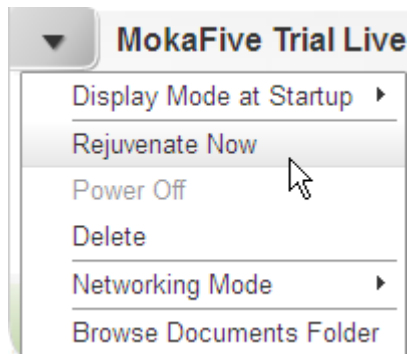 MokaFive Trial Live
Display Mode at Startup
Rejuvenate Now
Power Off
Delete
Networking Mode
Browse Documents Folder